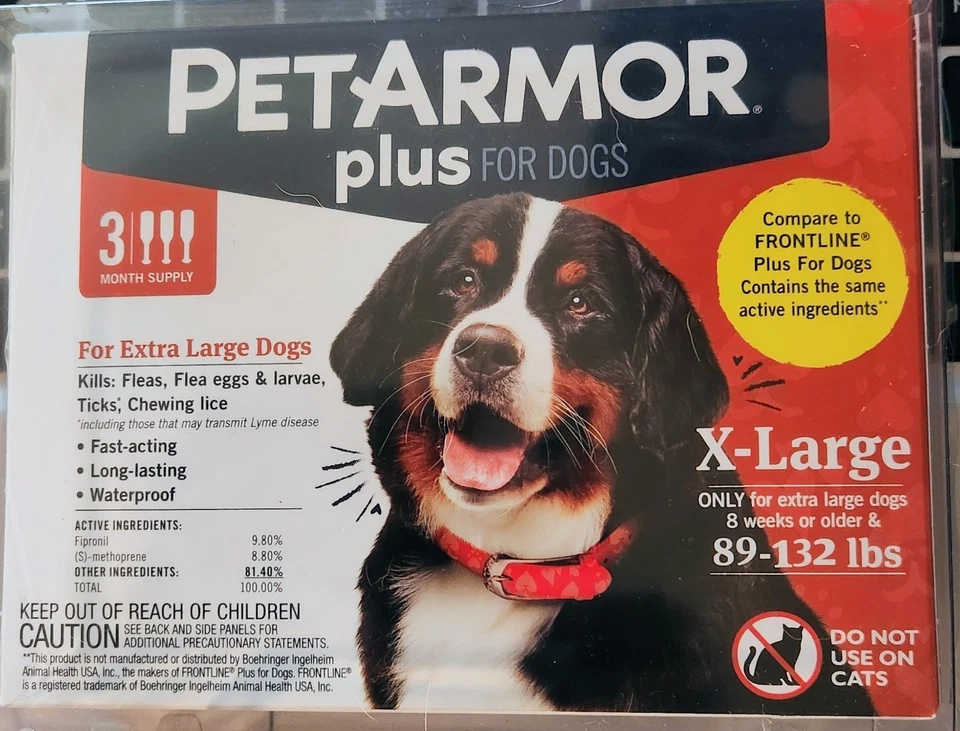 PETARMOR®
plus FOR DOGS
3
MONTH SUPPLY
Compare to
FRONTLINE®
Plus For Dogs
Contains the same
active ingredients**
For Extra Large Dogs
Kills: Fleas, Flea eggs & larvae,
Ticks*, Chewing lice
*including those that may transmit Lyme disease
• Fast-acting
• Long-lasting
• Waterproof
ACTIVE INGREDIENTS:
Fipronil 9.80%
(S)-methoprene 8.80%
OTHER INGREDIENTS: 81.40%
TOTAL 100.00%
KEEP OUT OF REACH OF CHILDREN
CAUTION SEE BACK AND SIDE PANELS FOR
ADDITIONAL PRECAUTIONARY STATEMENTS.
**This product is not manufactured or distributed by Boehringer Ingelheim
Animal Health USA, Inc., the makers of FRONTLINE® Plus for Dogs. FRONTLINE®
is a registered trademark of Boehringer Ingelheim Animal Health USA, Inc.
X-Large
ONLY for extra large dogs
8 weeks or older &
89-132 lbs
DO NOT
USE ON
CATS